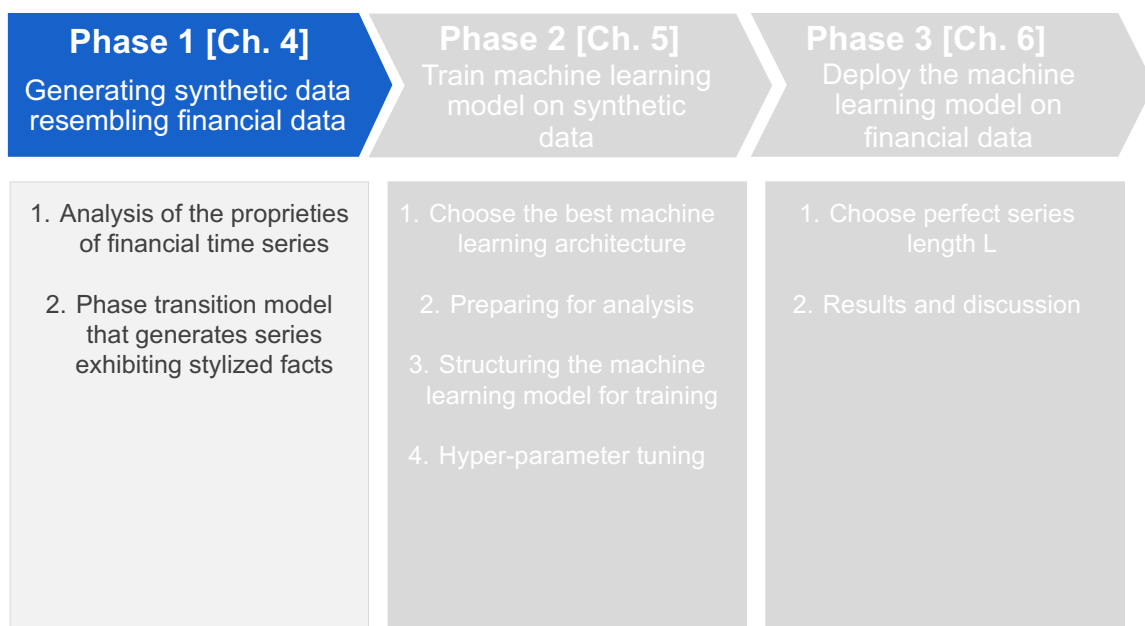 Phase 1 [Ch. 4]
Generating synthetic data
resembling financial data
Phase 2 [Ch. 5]
Train machine learning
model on synthetic
data
Phase 3 [Ch. 6]
Deploy the machine
learning model on
financial data
1. Analysis of the proprieties
of financial time series
2. Phase transition model
that generates series
exhibiting stylized facts
1. Choose the best machine
learning architecture
2. Preparing for analysis
3. Structuring the machine
learning model for training
4. Hyper-parameter tuning
1. Choose perfect series
length L
2. Results and discussion